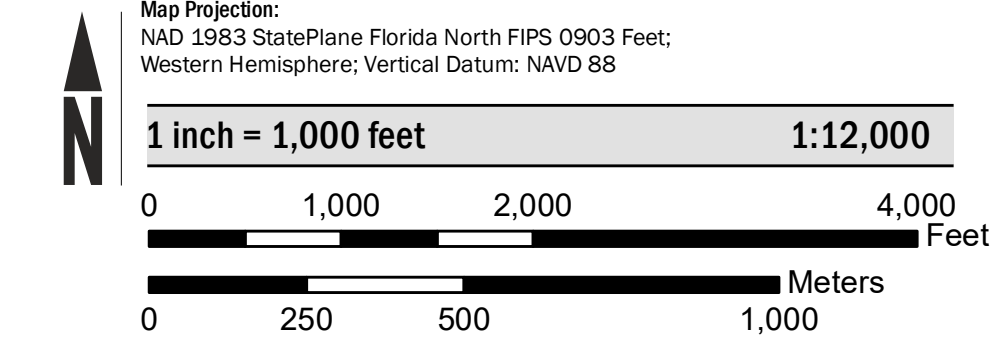 Map Projection:
NAD 1983 StatePlane Florida North FIPS 0903 Feet;
Western Hemisphere; Vertical Datum: NAVD 88
N
1 inch = 1,000 feet 1:12,000
0 1,000 2,000 4,000
Feet
Meters
0 250 500 1,000